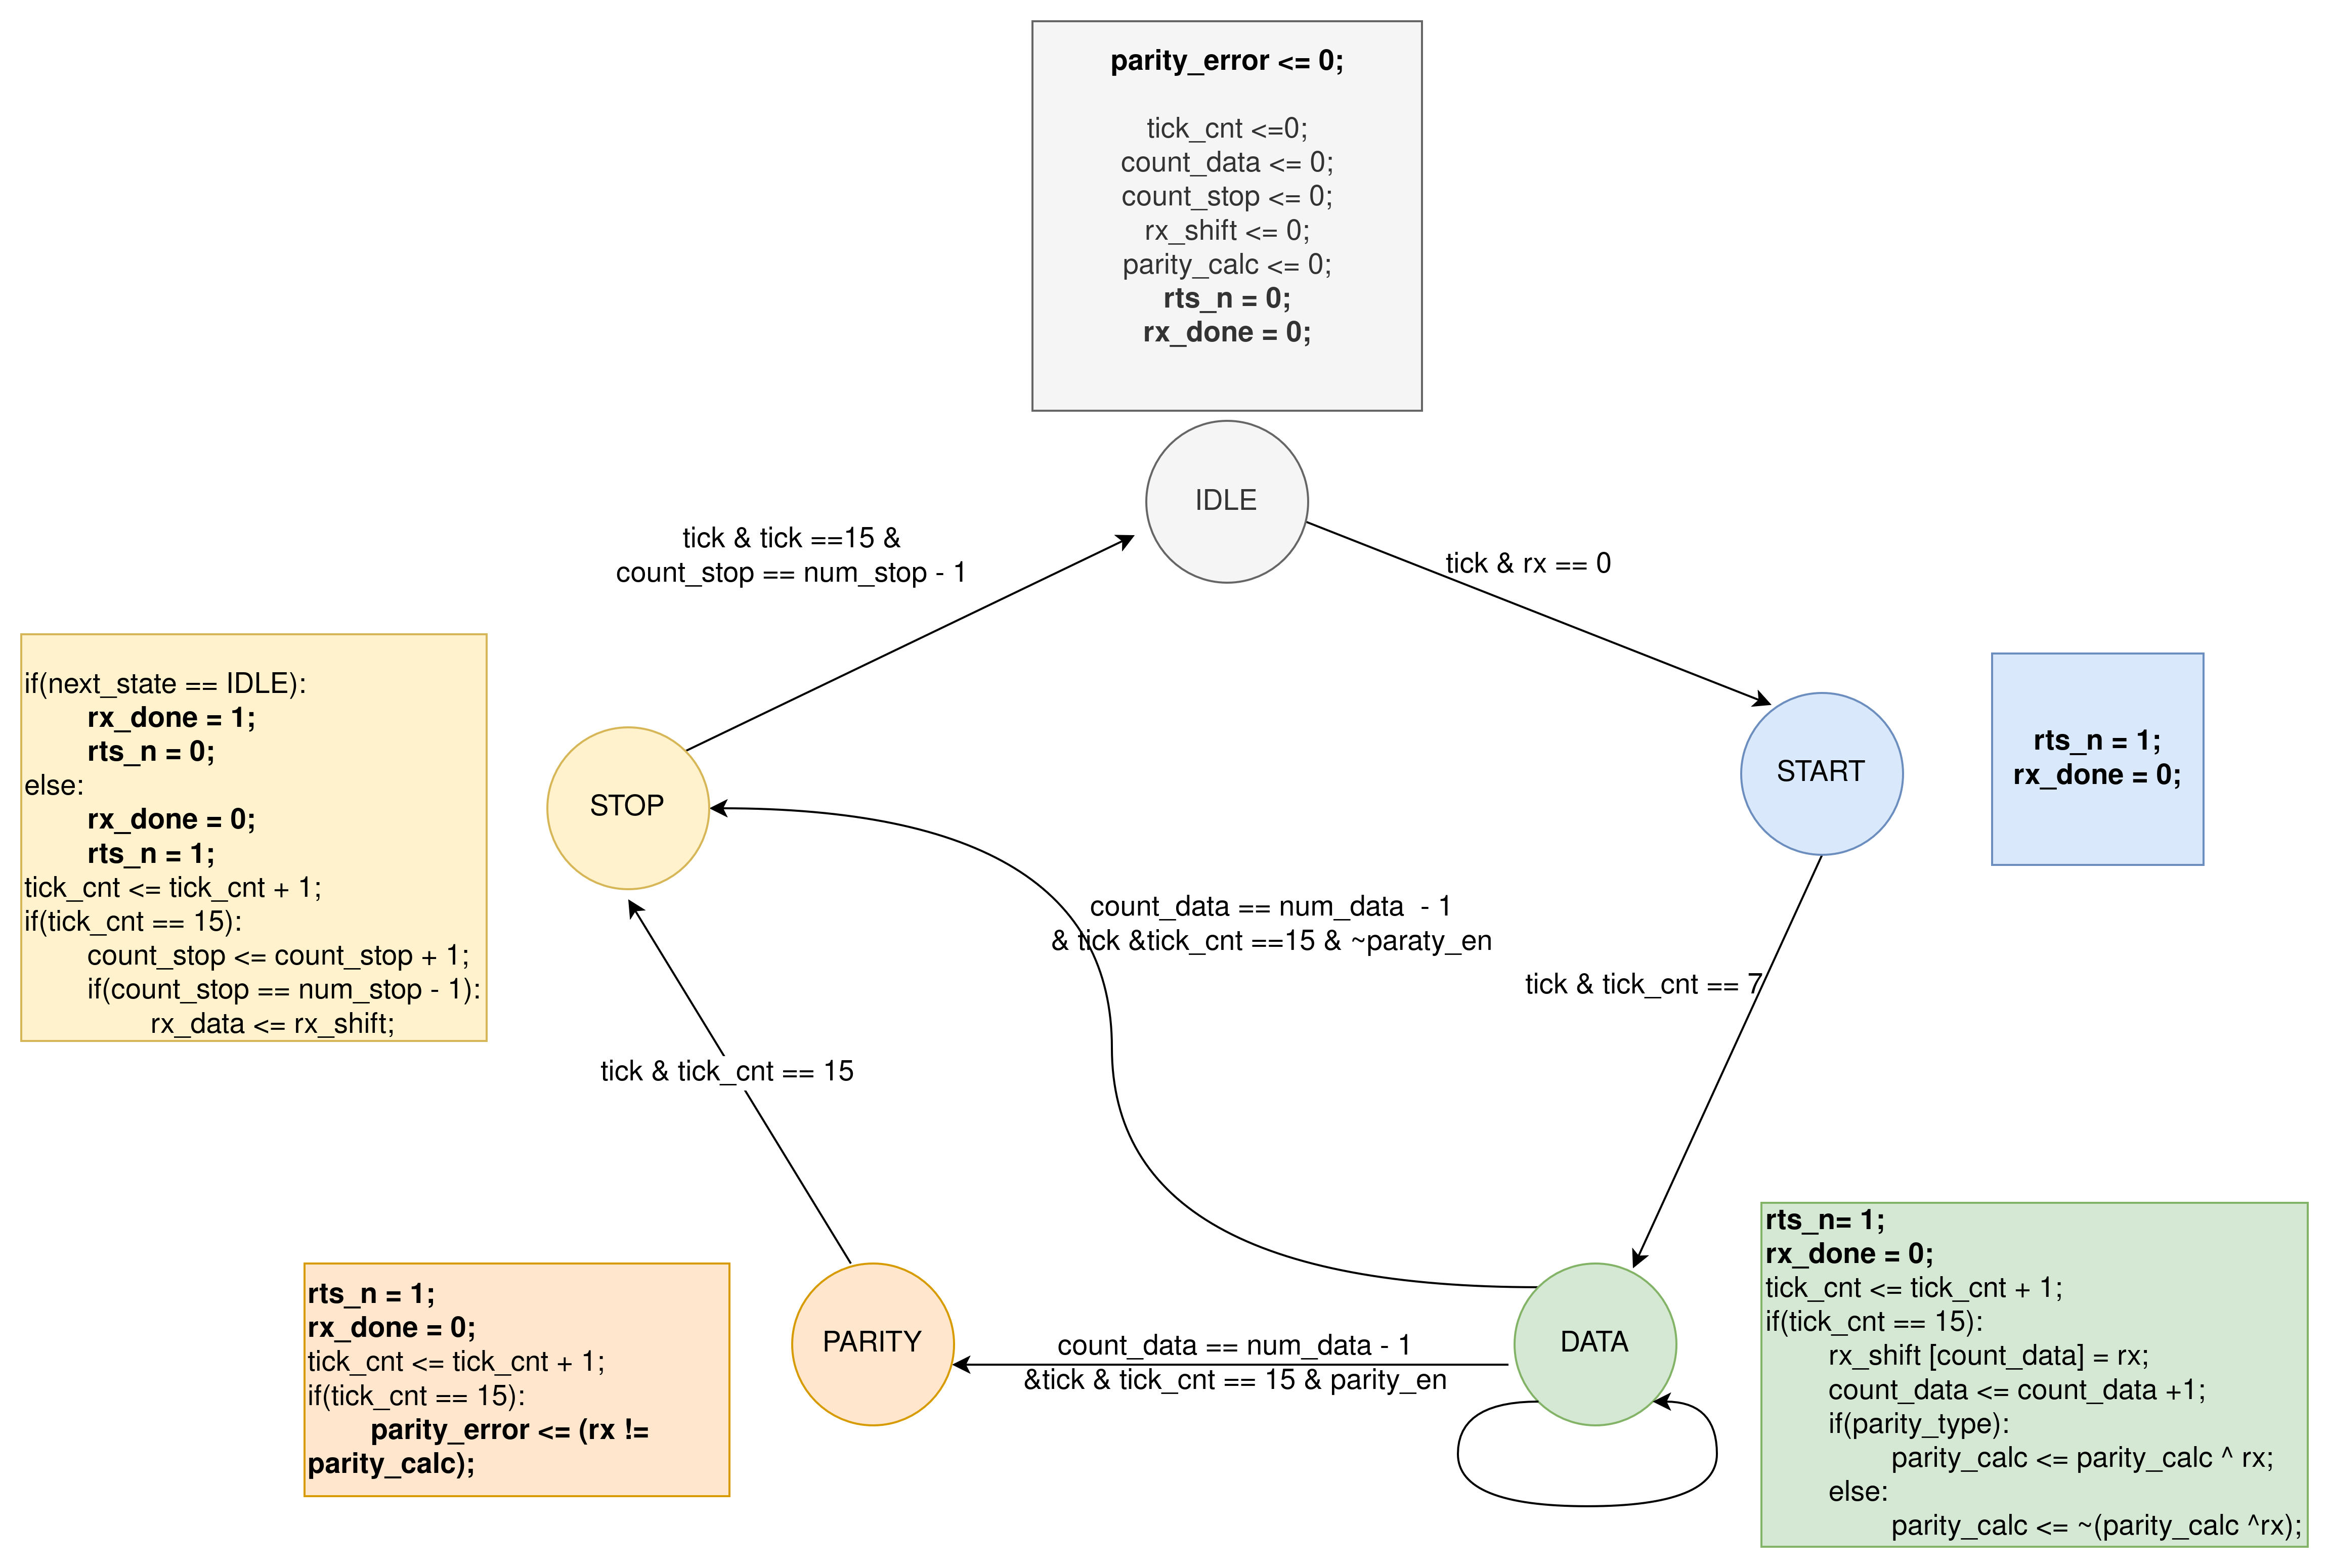 parity_error <= 0;
tick_cnt <=0;
count_data <= 0;
count_stop <= 0;
rx_shift <= 0;
parity_calc <= 0;
rts_n = 0;
rx_done = 0;
IDLE
tick & tick ==15 &
count_stop == num_stop - 1
tick & rx == 0
if(next_state == IDLE):
rx_done = 1;
rts_n = 0;
else:
rx_done = 0;
rts_n = 1;
tick_cnt <= tick_cnt + 1;
if(tick_cnt == 15):
count_stop <= count_stop + 1;
if(count_stop == num_stop - 1):
rx_data <= rx_shift;
STOP
START
rts_n = 1;
rx_done = 0;
count_data == num_data  - 1
& tick &tick_cnt ==15 & ~paraty_en
tick & tick_cnt == 7
tick & tick_cnt == 15
rts_n = 1;
rx_done = 0;
tick_cnt <= tick_cnt + 1;
if(tick_cnt == 15):
parity_error <= (rx !=
parity_calc);
PARITY
count_data == num_data - 1
&tick & tick_cnt == 15 & parity_en
DATA
rts_n= 1;
rx_done = 0;
tick_cnt <= tick_cnt + 1;
if(tick_cnt == 15):
rx_shift [count_data] = rx;
count_data <= count_data +1;
if(parity_type):
parity_calc <= parity_calc ^ rx;
else:
parity_calc <= ~(parity_calc ^rx);